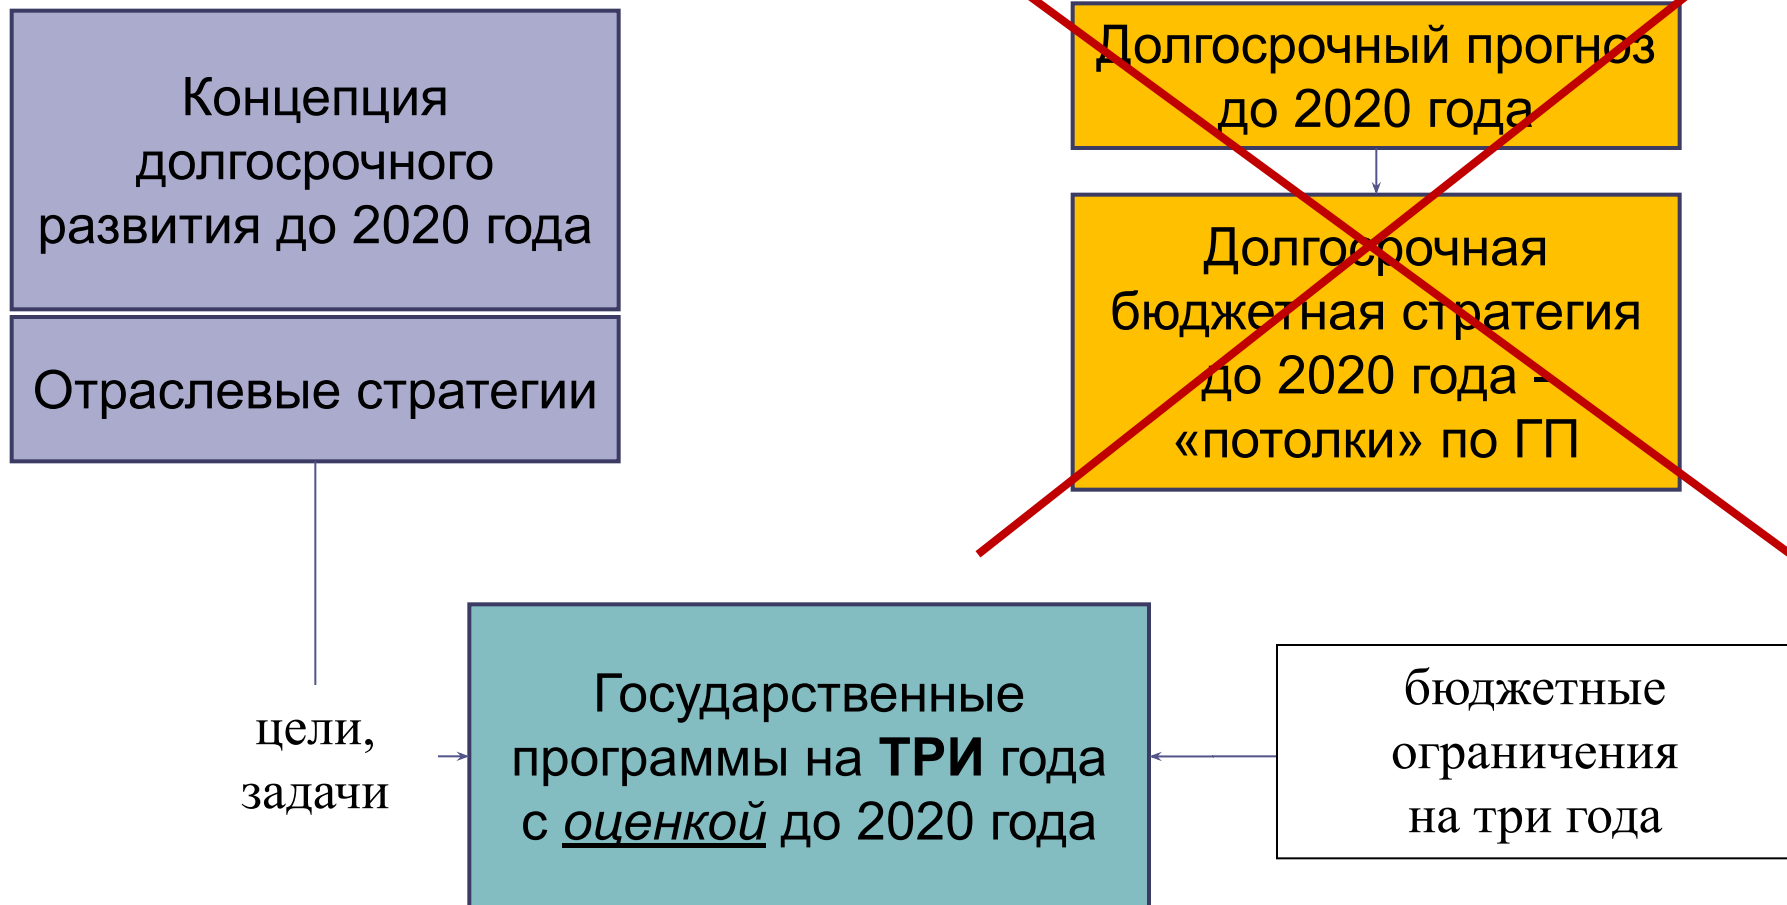 Концепция
долгосрочного
развития до 2020 года
Отраслевые стратегии
Долгосрочный прогноз
до 2020 года
Долгосрочная
бюджетная стратегия
до 2020 года -
«потолки» по ГП
цели,
задачи
Государственные
программы на ТРИ года
с оценкой до 2020 года
бюджетные
ограничения
на три года